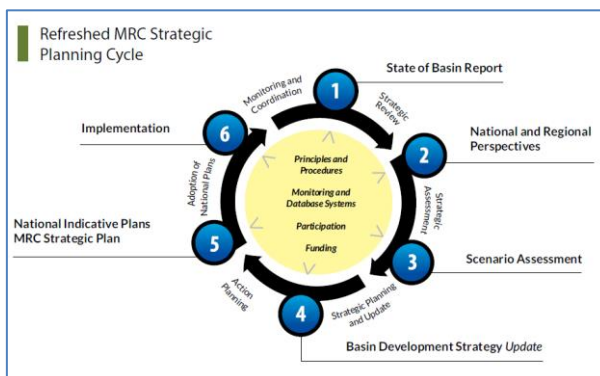 Refreshed MRC Strategic
Planning Cycle
1
State of Basin Report
Strategic
Review
2
National and Regional
Perspectives
Strategic
Assessment
3
Scenario Assessment
Strategic Planning
and Update
4
Basin Development Strategy Update
Action
Planning
5
National Indicative Plans
MRC Strategic Plan
Adoption of
National Plans
6
Implementation
Monitoring and
Coordination
Principles and
Procedures
Monitoring and
Database Systems
Participation
Funding